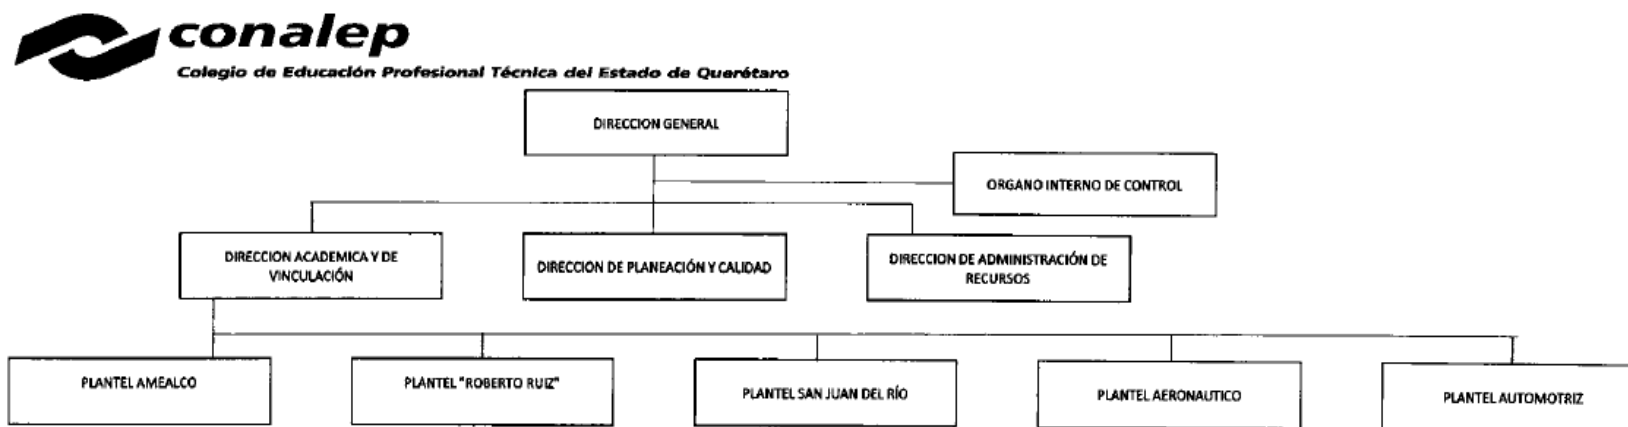 conalep
Colegio de Educación Profesional Técnica del Estado de Querétaro
DIRECCION GENERAL
ORGANO INTERNO DE CONTROL
DIRECCION ACADEMICA Y DE
VINCULACIÓN
DIRECCION DE PLANEACIÓN Y CALIDAD
DIRECCION DE ADMINISTRACIÓN DE
RECURSOS
PLANTEL AMEALCO
PLANTEL "ROBERTO RUIZ"
PLANTEL SAN JUAN DEL RÍO
PLANTEL AERONAUTICO
PLANTEL AUTOMOTRIZ